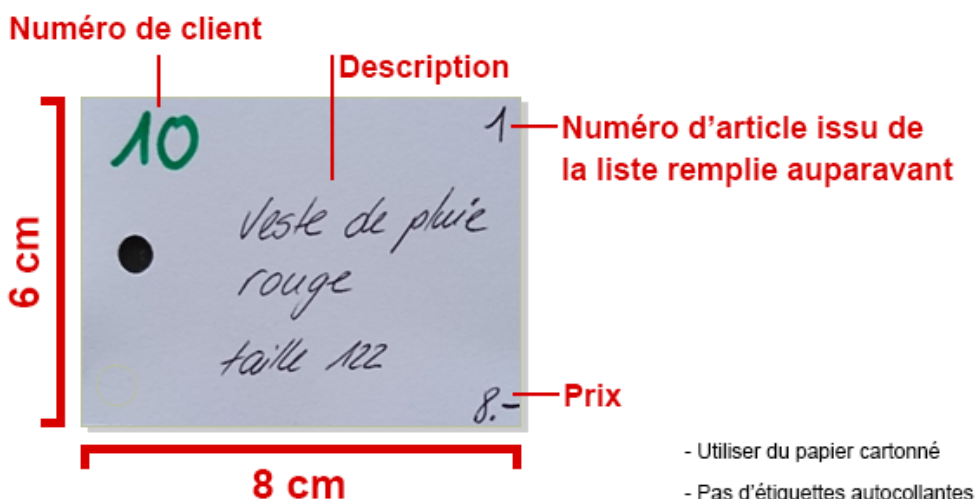 Numéro de client
Description
10
1
Numéro d'article issu de
la liste remplie auparavant
6 cm
Veste de pluie
rouge
taille 122
8.-
Prix
8 cm
- Utiliser du papier cartonné
- Pas d'étiquettes autocollantes